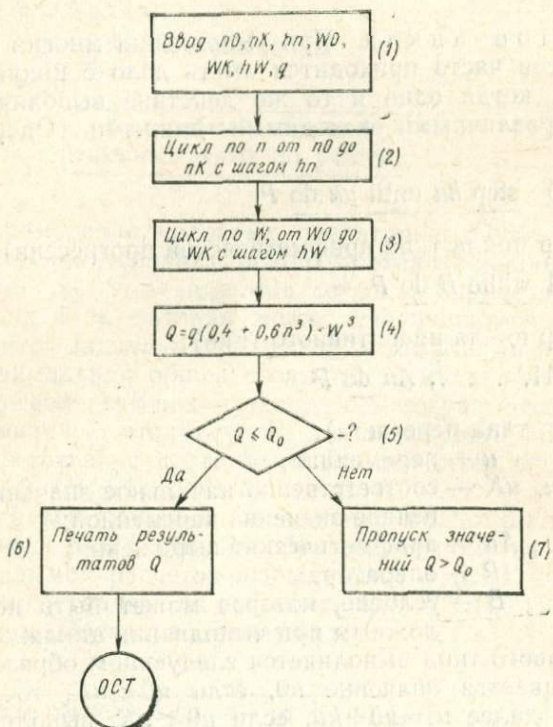 Ввод n0, nK, hn, W0,
WK, hW, q
(1)
Цикл по n от n0 до
nK с шагом hn
(2)
Цикл по W, от W0 до
WK с шагом hW
(3)
Q=q(0,4 + 0,6n³)·W³
(4)
Q ≤ Q₀
-?
(5)
Да
Нет
(6)
Печать резуль-
татов Q
Пропуск значе-
ний Q > Q₀
(7)
ОСТ